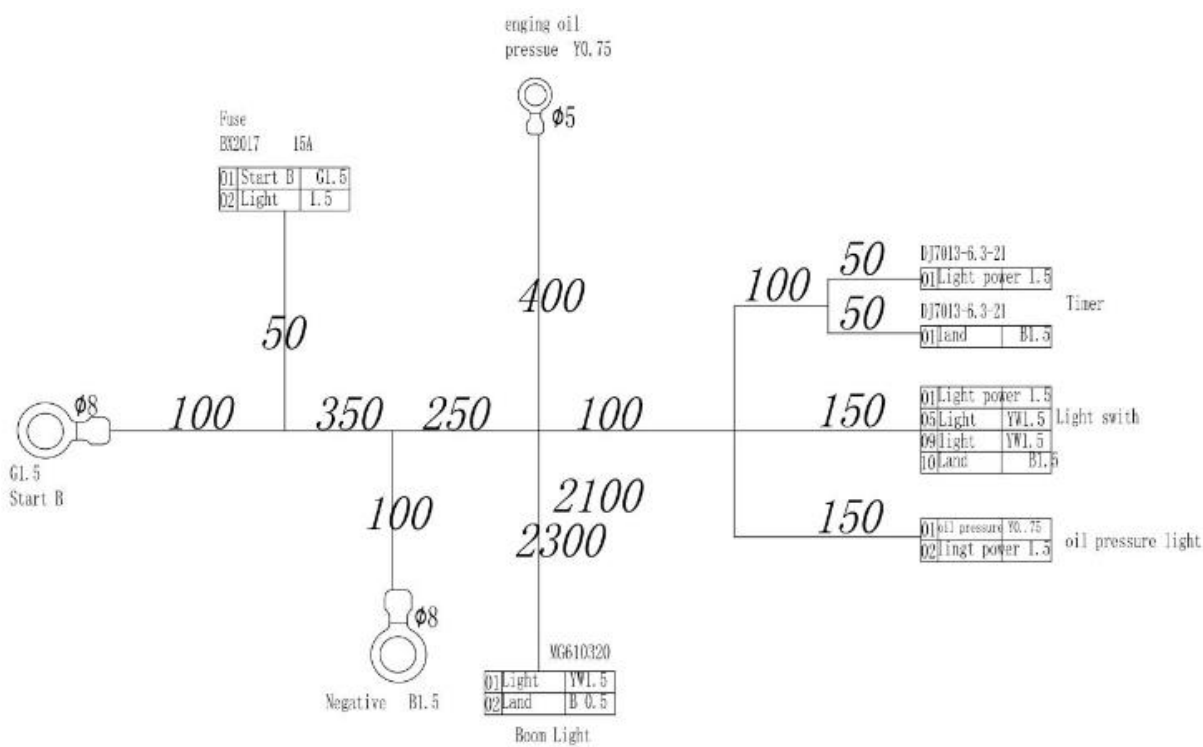 enging oil
pressue Y0.75
φ5
Fuse
BX2017 15A
01 Start B G1.5
02 Light 1.5
50
400
100
50
50
DJ7013-6.3-21
01 Light power 1.5
Timer
DJ7013-6.3-21
01 land B1.5
φ8
100
350
250
100
150
01 Light power 1.5
05 Light YW1.5
09 light YW1.5
10 Land B1.5
Light swith
G1.5
Start B
100
2100
2300
150
01 oil pressure Y0..75
02 lingt power 1.5
oil pressure light
φ8
Negative B1.5
MG610320
01 Light YW1.5
02 Land B 0.5
Boom Light